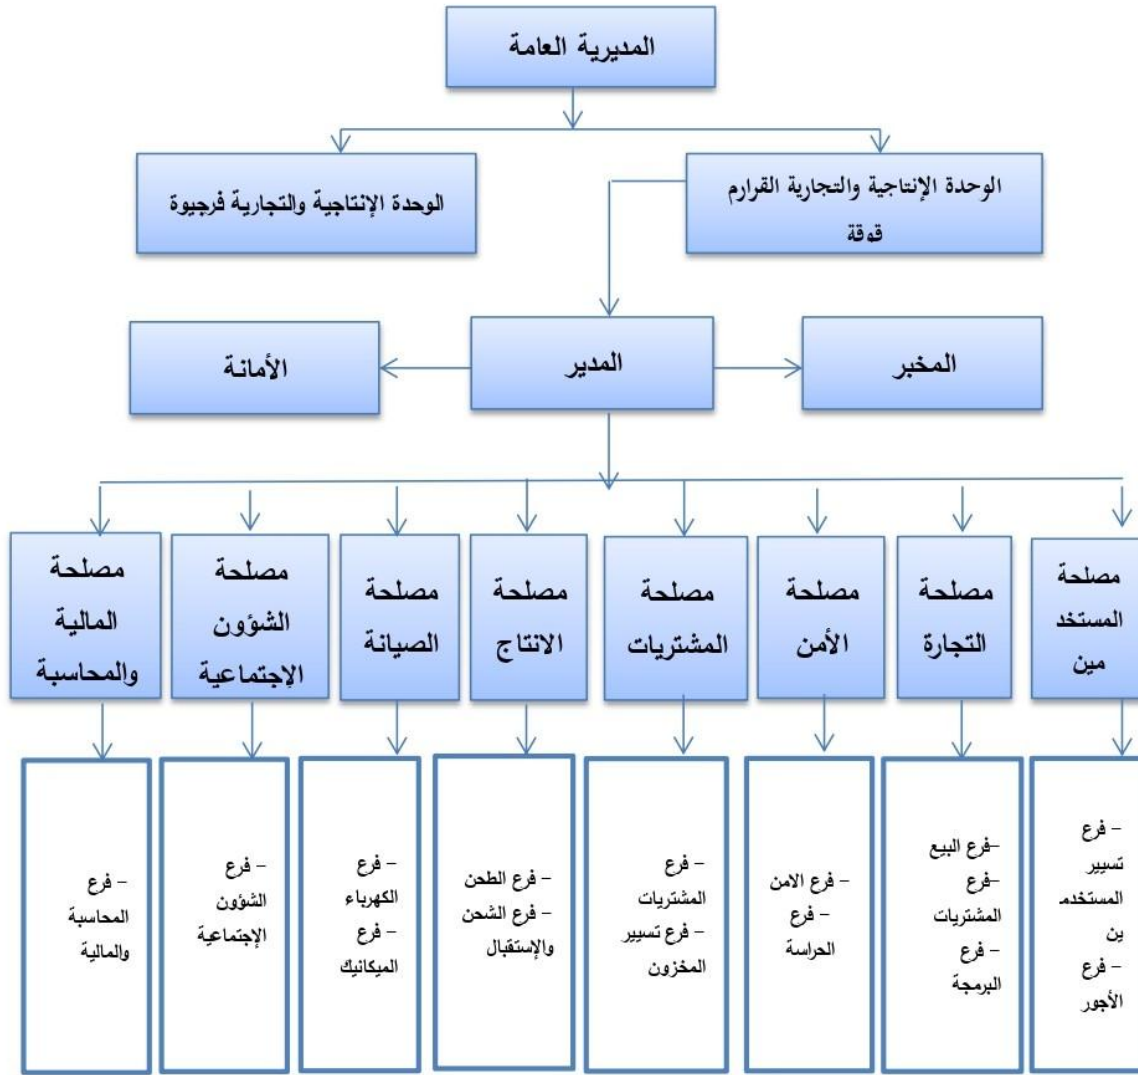 المديرية العامة
الوحدة الإنتاجية والتجارية القرارم
قوقة
الوحدة الإنتاجية والتجارية فرجيوة
المخبر
المدير
الأمانة
مصلحة
المستخد
مين
مصلحة
التجارة
مصلحة
الأمن
مصلحة
المشتريات
مصلحة
الانتاج
مصلحة
الصيانة
مصلحة
الشؤون
الإجتماعية
مصلحة
المالية
والمحاسبة
– فرع
تسيير
المستخدمـ
ين
– فرع
الأجور
–فرع البيع
–فرع
المشتريات
– فرع
البرمجة
– فرع الامن
– فرع
الحراسة
– فرع
المشتريات
– فرع تسيير
المخزون
– فرع الطحن
– فرع الشحن
والإستقبال
– فرع
الكهرباء
– فرع
الميكانيك
– فرع
الشؤون
الإجتماعية
– فرع
المحاسبة
والمالية